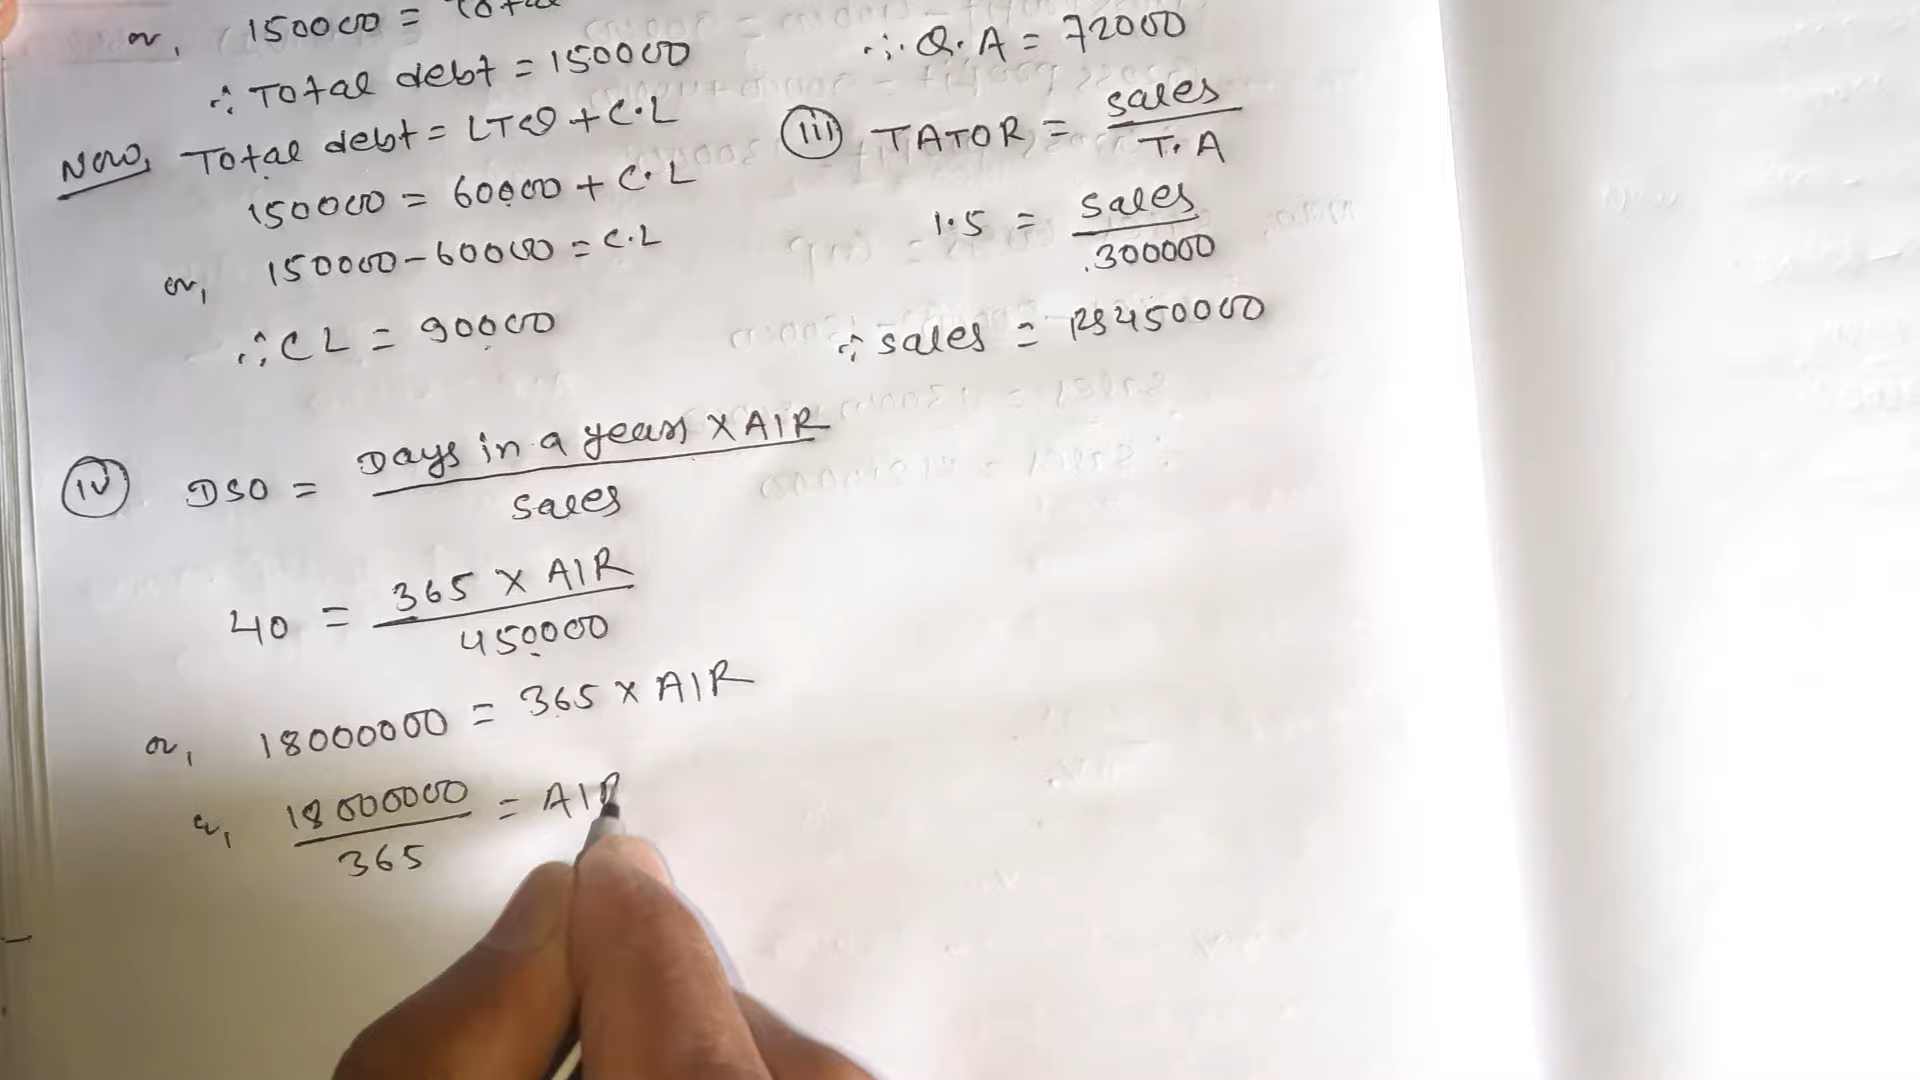 or, 150000 =
∴ Total debt = 150000
Now, Total debt = LTD + C.L
150000 = 60000 + C.L
or, 150000 - 60000 = C.L
∴ CL = 90000
∴ Q.A = 72000
(iii) TATOR = sales / T.A
1.5 = sales / 300000
∴ sales = Rs 450000
(iv) DSO = Days in a years X AIR / sales
40 = 365 X AIR / 450000
or, 18000000 = 365 X AIR
or, 18000000 / 365 = AIR